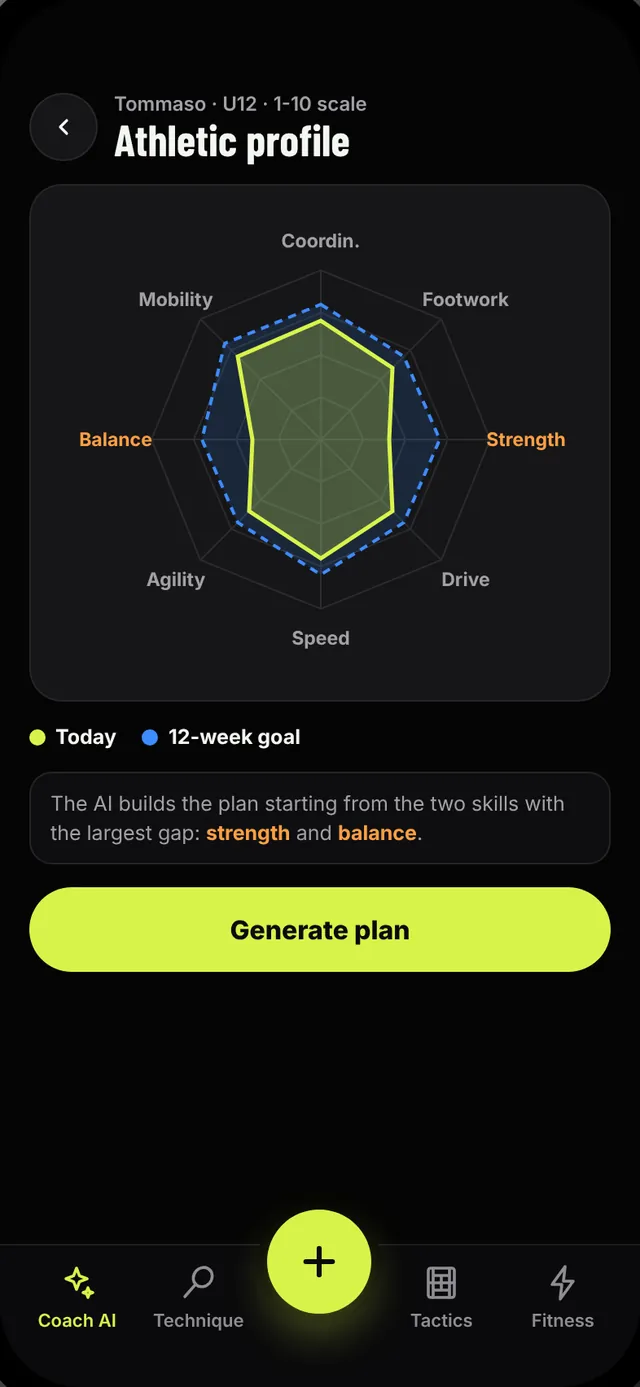 Tommaso · U12 · 1-10 scale
Athletic profile
Coordin.
Mobility
Footwork
Balance
Strength
Agility
Drive
Speed
Today
12-week goal
The AI builds the plan starting from the two skills with
the largest gap: strength and balance.
Generate plan
Coach AI
Technique
Tactics
Fitness